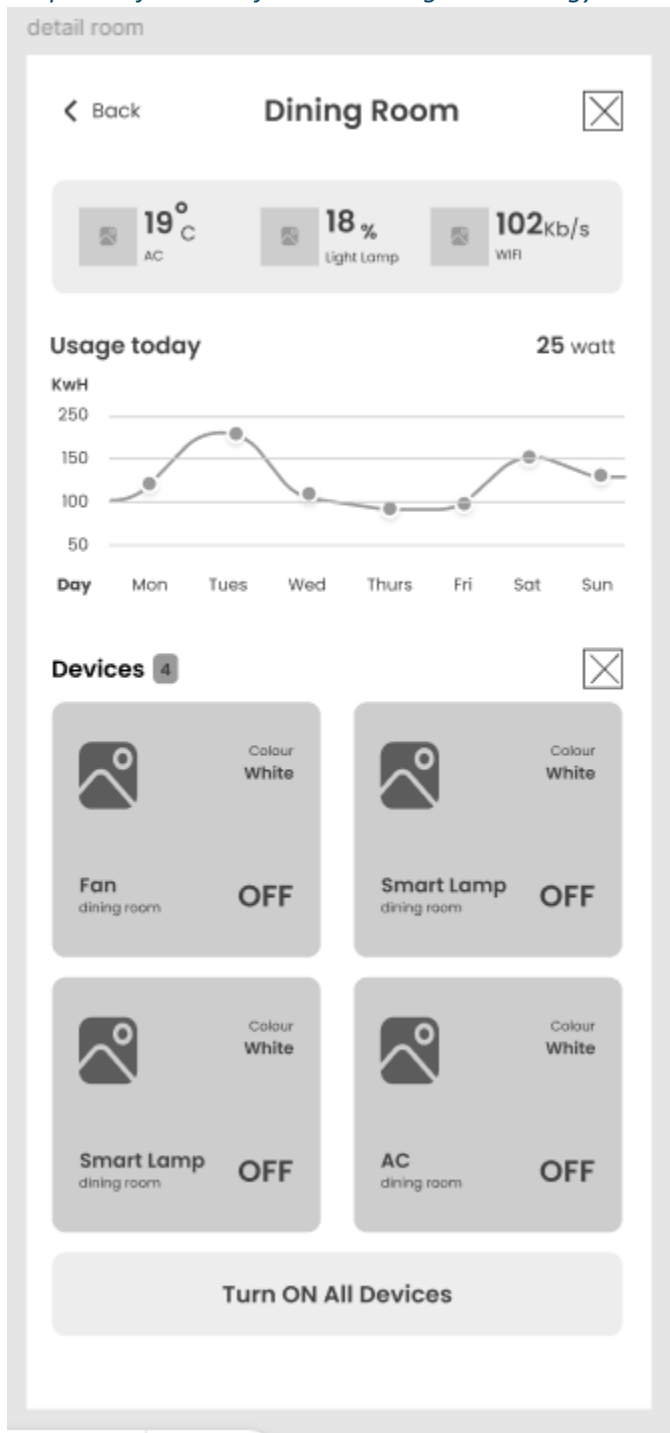 detail room
Back
Dining Room
19°C
18 %
102Kb/s
AC
Light Lamp
WIFI
Usage today
25 watt
KwH
250
150
100
50
Day Mon Tues Wed Thurs Fri Sat Sun
Devices 4
Colour
White
Fan
dining room
OFF
Colour
White
Smart Lamp
dining room
OFF
Colour
White
Smart Lamp
dining room
OFF
Colour
White
AC
dining room
OFF
Turn ON All Devices